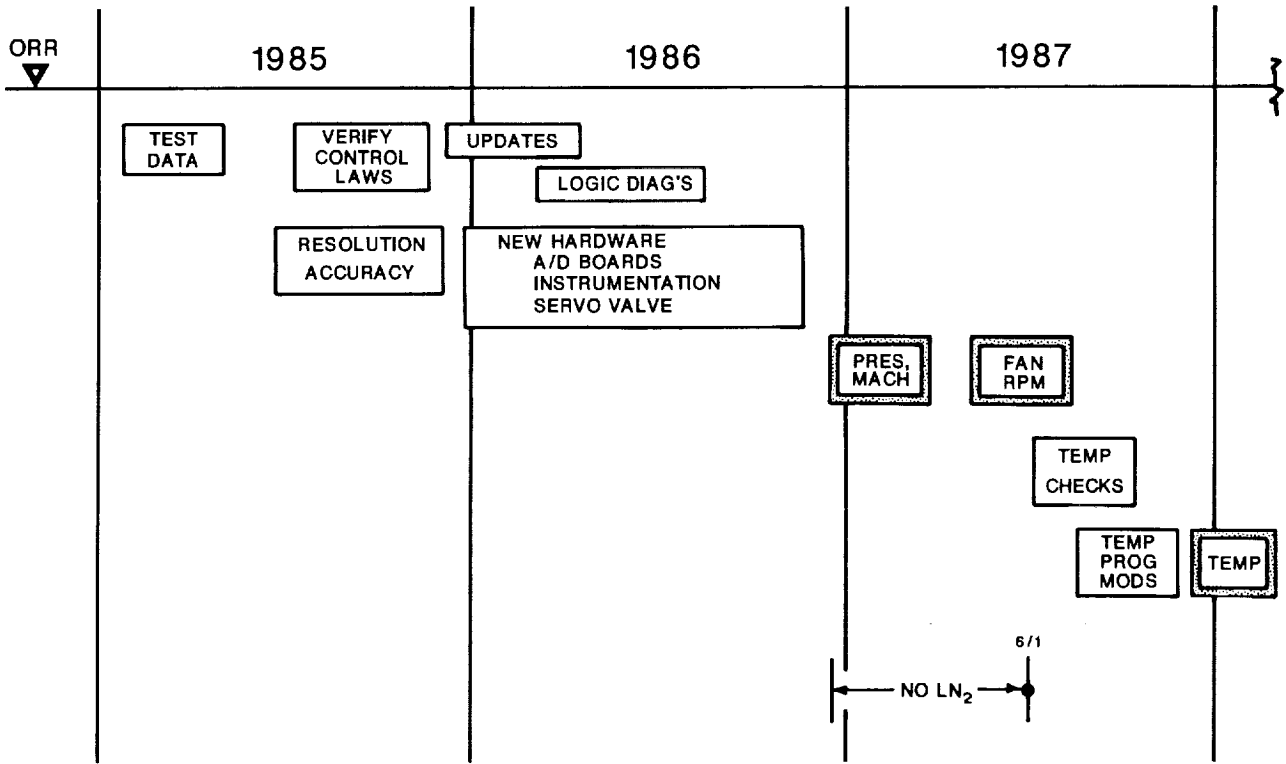 ORR
1985
1986
1987
TEST
DATA
VERIFY
CONTROL
LAWS
UPDATES
LOGIC DIAG'S
RESOLUTION
ACCURACY
NEW HARDWARE
A/D BOARDS
INSTRUMENTATION
SERVO VALVE
PRES,
MACH
FAN
RPM
TEMP
CHECKS
TEMP
PROG
MODS
TEMP
6/1
NO LN₂